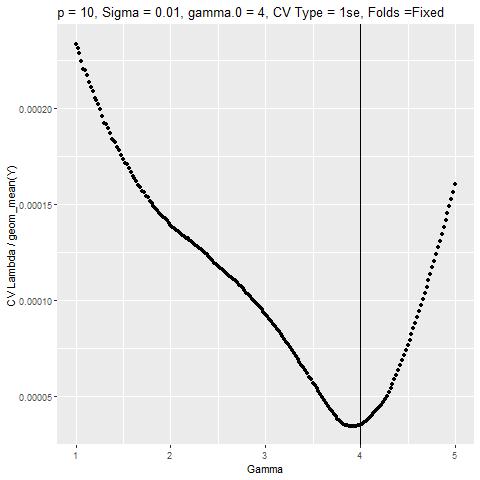 p = 10, Sigma = 0.01, gamma.0 = 4, CV Type = 1se, Folds =Fixed
CV Lambda / geom_mean(Y)
0.00020
0.00015
0.00010
0.00005
1 2 3 4 5
Gamma